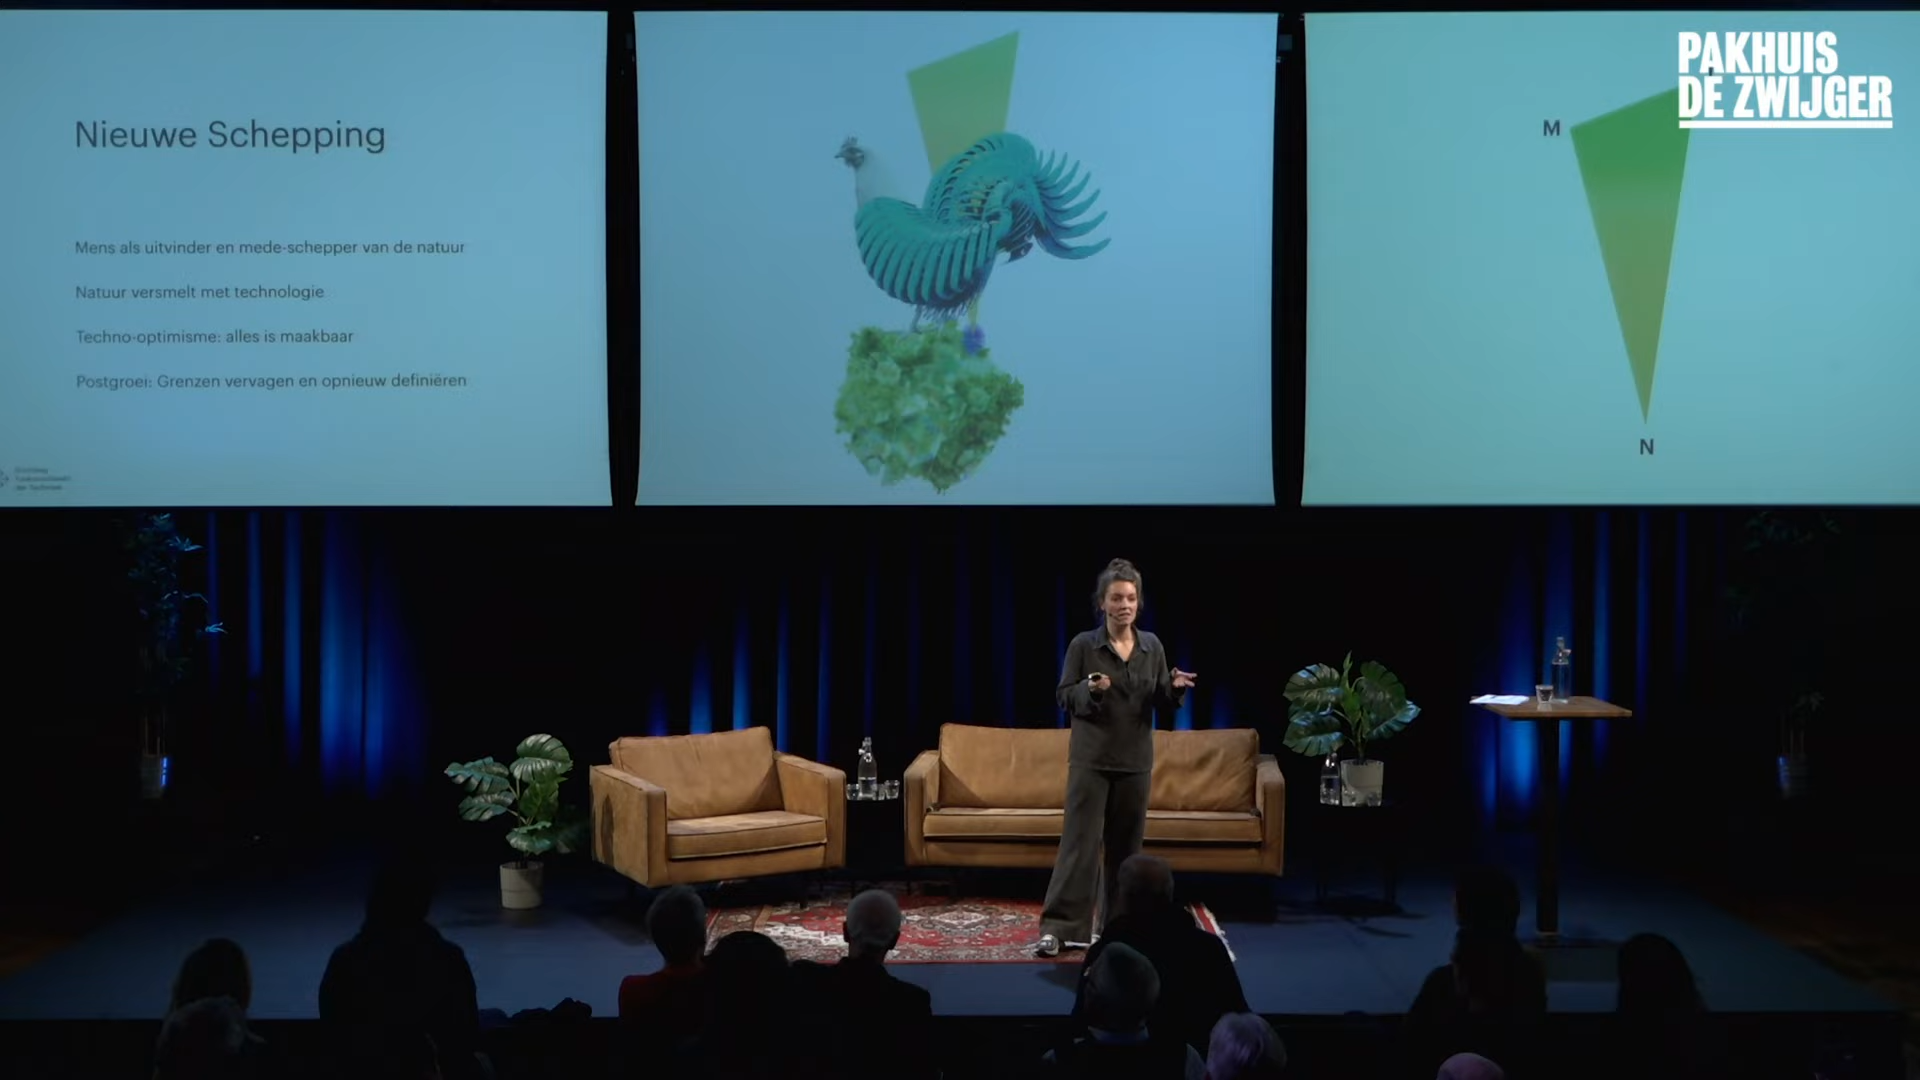 Nieuwe Schepping
Mens als uitvinder en mede-schepper van de natuur
Natuur versmelt met technologie
Techno-optimisme: alles is maakbaar
Postgroei: Grenzen vervagen en opnieuw definiëren
M
N
PAKHUIS
DE ZWIJGER